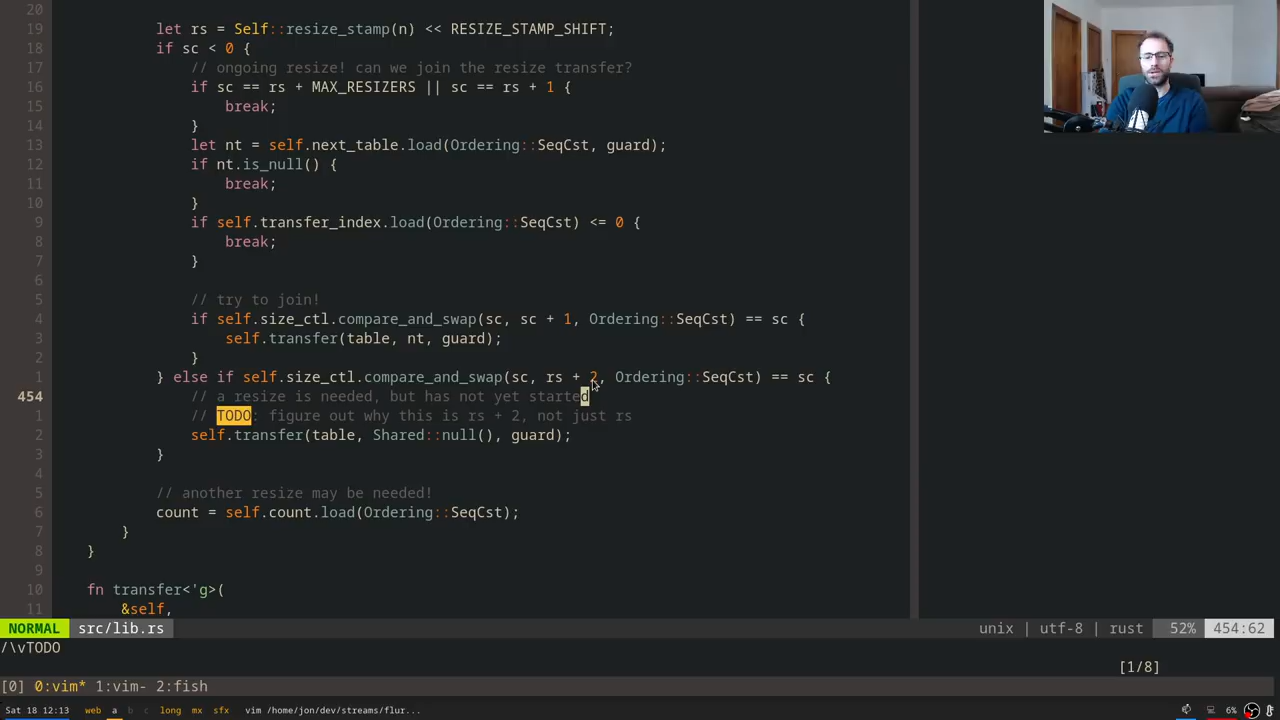 20
19 let rs = Self::resize_stamp(n) << RESIZE_STAMP_SHIFT;
18 if sc < 0 {
17 // ongoing resize! can we join the resize transfer?
16 if sc == rs + MAX_RESIZERS || sc == rs + 1 {
15 break;
14 }
13 let nt = self.next_table.load(Ordering::SeqCst, guard);
12 if nt.is_null() {
11 break;
10 }
9 if self.transfer_index.load(Ordering::SeqCst) <= 0 {
8 break;
7 }
6
5 // try to join!
4 if self.size_ctl.compare_and_swap(sc, sc + 1, Ordering::SeqCst) == sc {
3 self.transfer(table, nt, guard);
2 }
1 } else if self.size_ctl.compare_and_swap(sc, rs + 2, Ordering::SeqCst) == sc {
454 // a resize is needed, but has not yet started
1 // TODO: figure out why this is rs + 2, not just rs
2 self.transfer(table, Shared::null(), guard);
3 }
4
5 // another resize may be needed!
6 count = self.count.load(Ordering::SeqCst);
7 }
8 }
9
10 fn transfer<'g>(
11 &self,
NORMAL src/lib.rs unix | utf-8 | rust 52% 454:62
/\vTODO
[1/8]
[0] 0:vim* 1:vim- 2:fish
Sat 18 12:13 web a b c long mx sfx vim /home/jon/dev/streams/flur... 6%